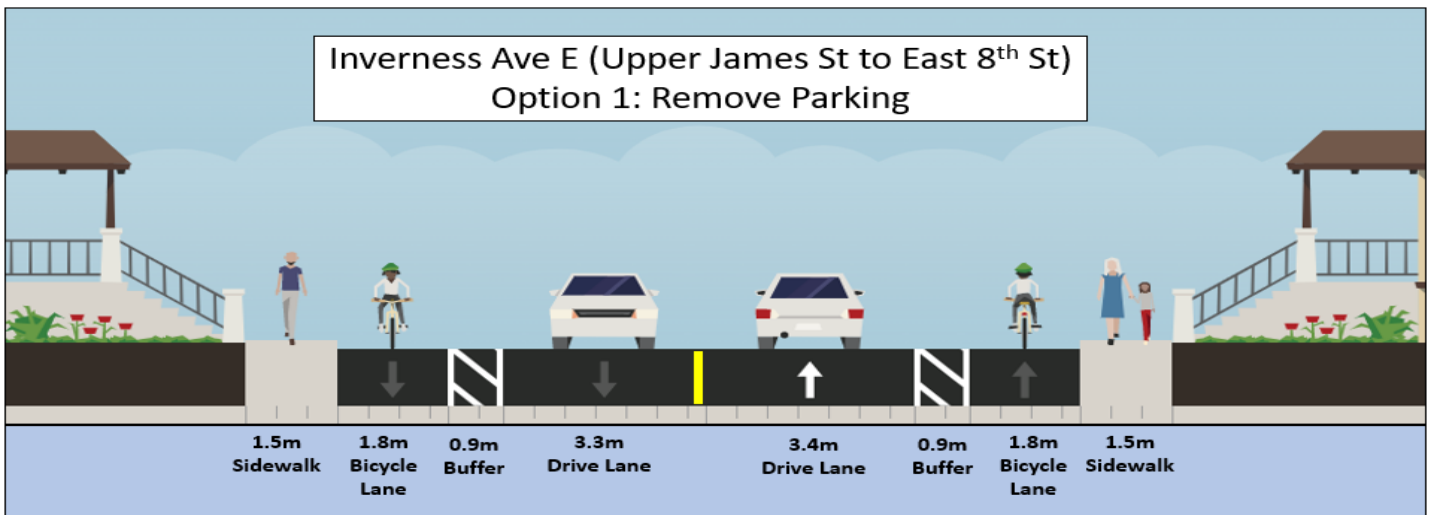 Inverness Ave E (Upper James St to East 8th St)
Option 1: Remove Parking
1.5m
Sidewalk
1.8m
Bicycle
Lane
0.9m
Buffer
3.3m
Drive Lane
3.4m
Drive Lane
0.9m
Buffer
1.8m
Bicycle
Lane
1.5m
Sidewalk